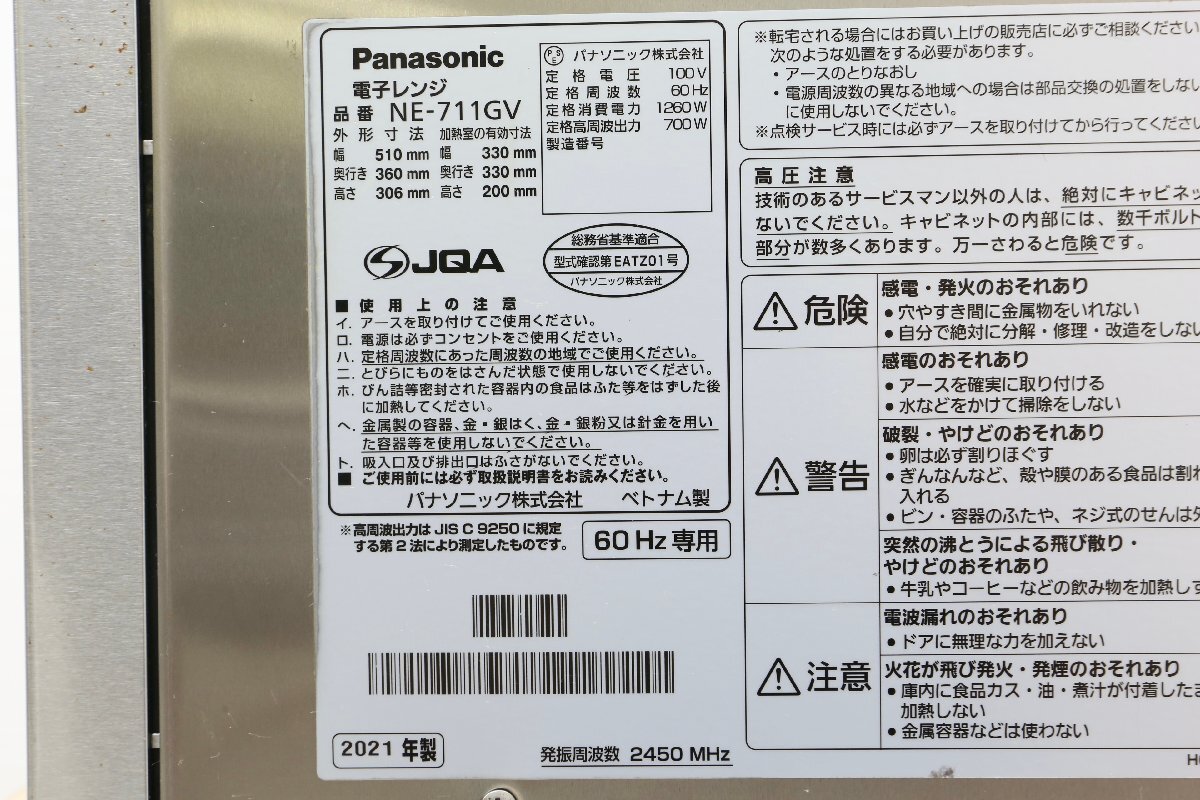 Panasonic
電子レンジ
品番 NE-711GV
外形寸法 加熱室の有効寸法
幅 510 mm 幅 330 mm
奥行き 360 mm 奥行き 330 mm
高さ 306 mm 高さ 200 mm
PSE パナソニック株式会社
定格電圧 100V
定格周波数 60Hz
定格消費電力 1260W
定格高周波出力 700W
製造番号
JQA
総務省基準適合
型式確認第EATZ01号
パナソニック株式会社
■ 使用上の注意
イ. アースを取り付けてご使用ください。
ロ. 電源は必ずコンセントをご使用ください。
ハ. 定格周波数にあった周波数の地域でご使用ください。
ニ. とびらにものをはさんだ状態で使用しないでください。
ホ. びん詰等密封された容器内の食品はふた等をはずした後
に加熱してください。
ヘ. 金属製の容器、金・銀はく、金・銀粉又は針金を用い
た容器等を使用しないでください。
ト. 吸入口及び排出口はふさがないでください。
■ ご使用前には必ず取扱説明書をお読みください。
パナソニック株式会社 ベトナム製
※高周波出力は JIS C 9250 に規定
する第2法により測定したものです。
60 Hz 専用
2021 年製
発振周波数 2450 MHz
※転宅される場合にはお買い上げの販売店に必ずご相談ください
次のような処置をする必要があります。
・アースのとりなおし
・電源周波数の異なる地域への場合は部品交換の処置をしない
に使用しないでください。
※点検サービス時には必ずアースを取り付けてから行ってください
高圧注意
技術のあるサービスマン以外の人は、絶対にキャビネッ
ないでください。キャビネットの内部には、数千ボルト
部分が数多くあります。万一さわると危険です。
危険
感電・発火のおそれあり
●穴やすき間に金属物をいれない
●自分で絶対に分解・修理・改造をしない
警告
感電のおそれあり
●アースを確実に取り付ける
●水などをかけて掃除をしない
破裂・やけどのおそれあり
●卵は必ず割りほぐす
●ぎんなんなど、殻や膜のある食品は割れ
入れる
●ビン・容器のふたや、ネジ式のせんは外
突然の沸とうによる飛び散り・
やけどのおそれあり
●牛乳やコーヒーなどの飲み物を加熱しす
注意
電波漏れのおそれあり
●ドアに無理な力を加えない
火花が飛び発火・発煙のおそれあり
●庫内に食品カス・油・煮汁が付着したま
加熱しない
●金属容器などは使わない